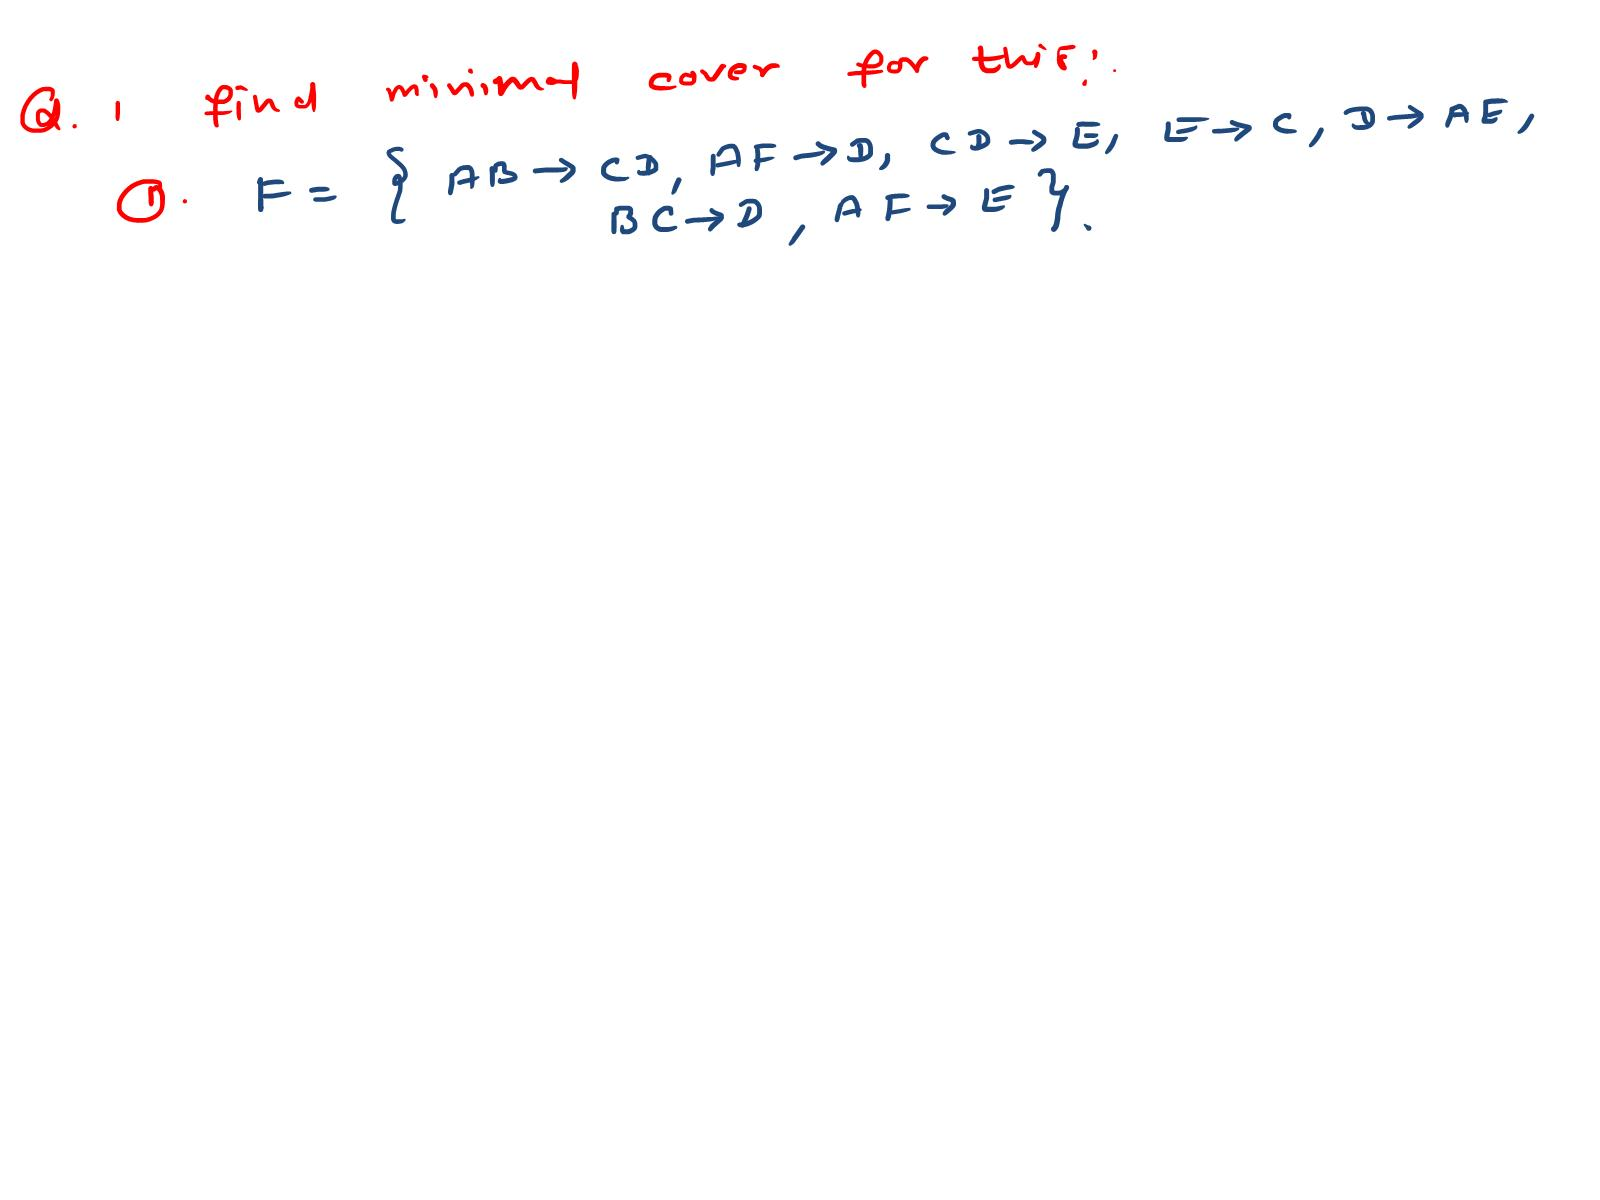 Q. 1 find minimal cover for this:
①. F = { AB → CD, AF → D, CD → E, E → C, D → AE,
BC → D, AF → E }.